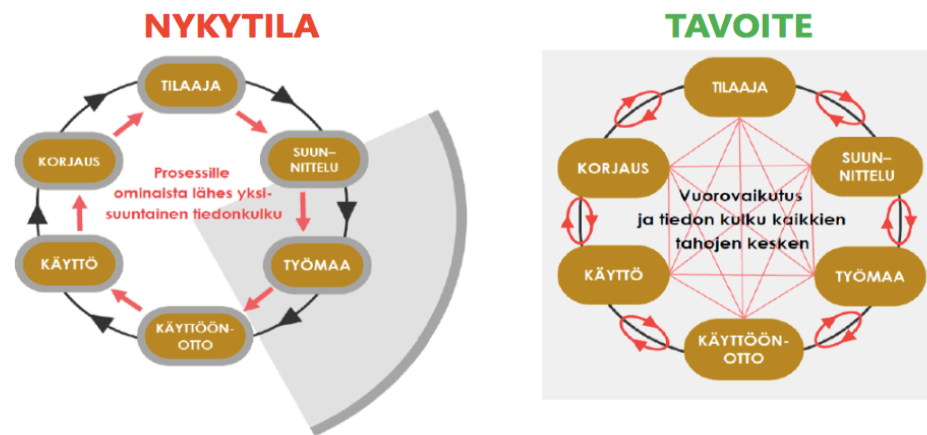 NYKYTILA
TILAAJA
SUUN-
NITTELU
TYÖMAA
KÄYTTÖÖN-
OTTO
KÄYTTÖ
KORJAUS
Prosessille
ominaista lähes yksi-
suuntainen tiedonkulku
TAVOITE
TILAAJA
SUUN-
NITTELU
TYÖMAA
KÄYTTÖÖN-
OTTO
KÄYTTÖ
KORJAUS
Vuorovaikutus
ja tiedon kulku kaikkien
tahojen kesken